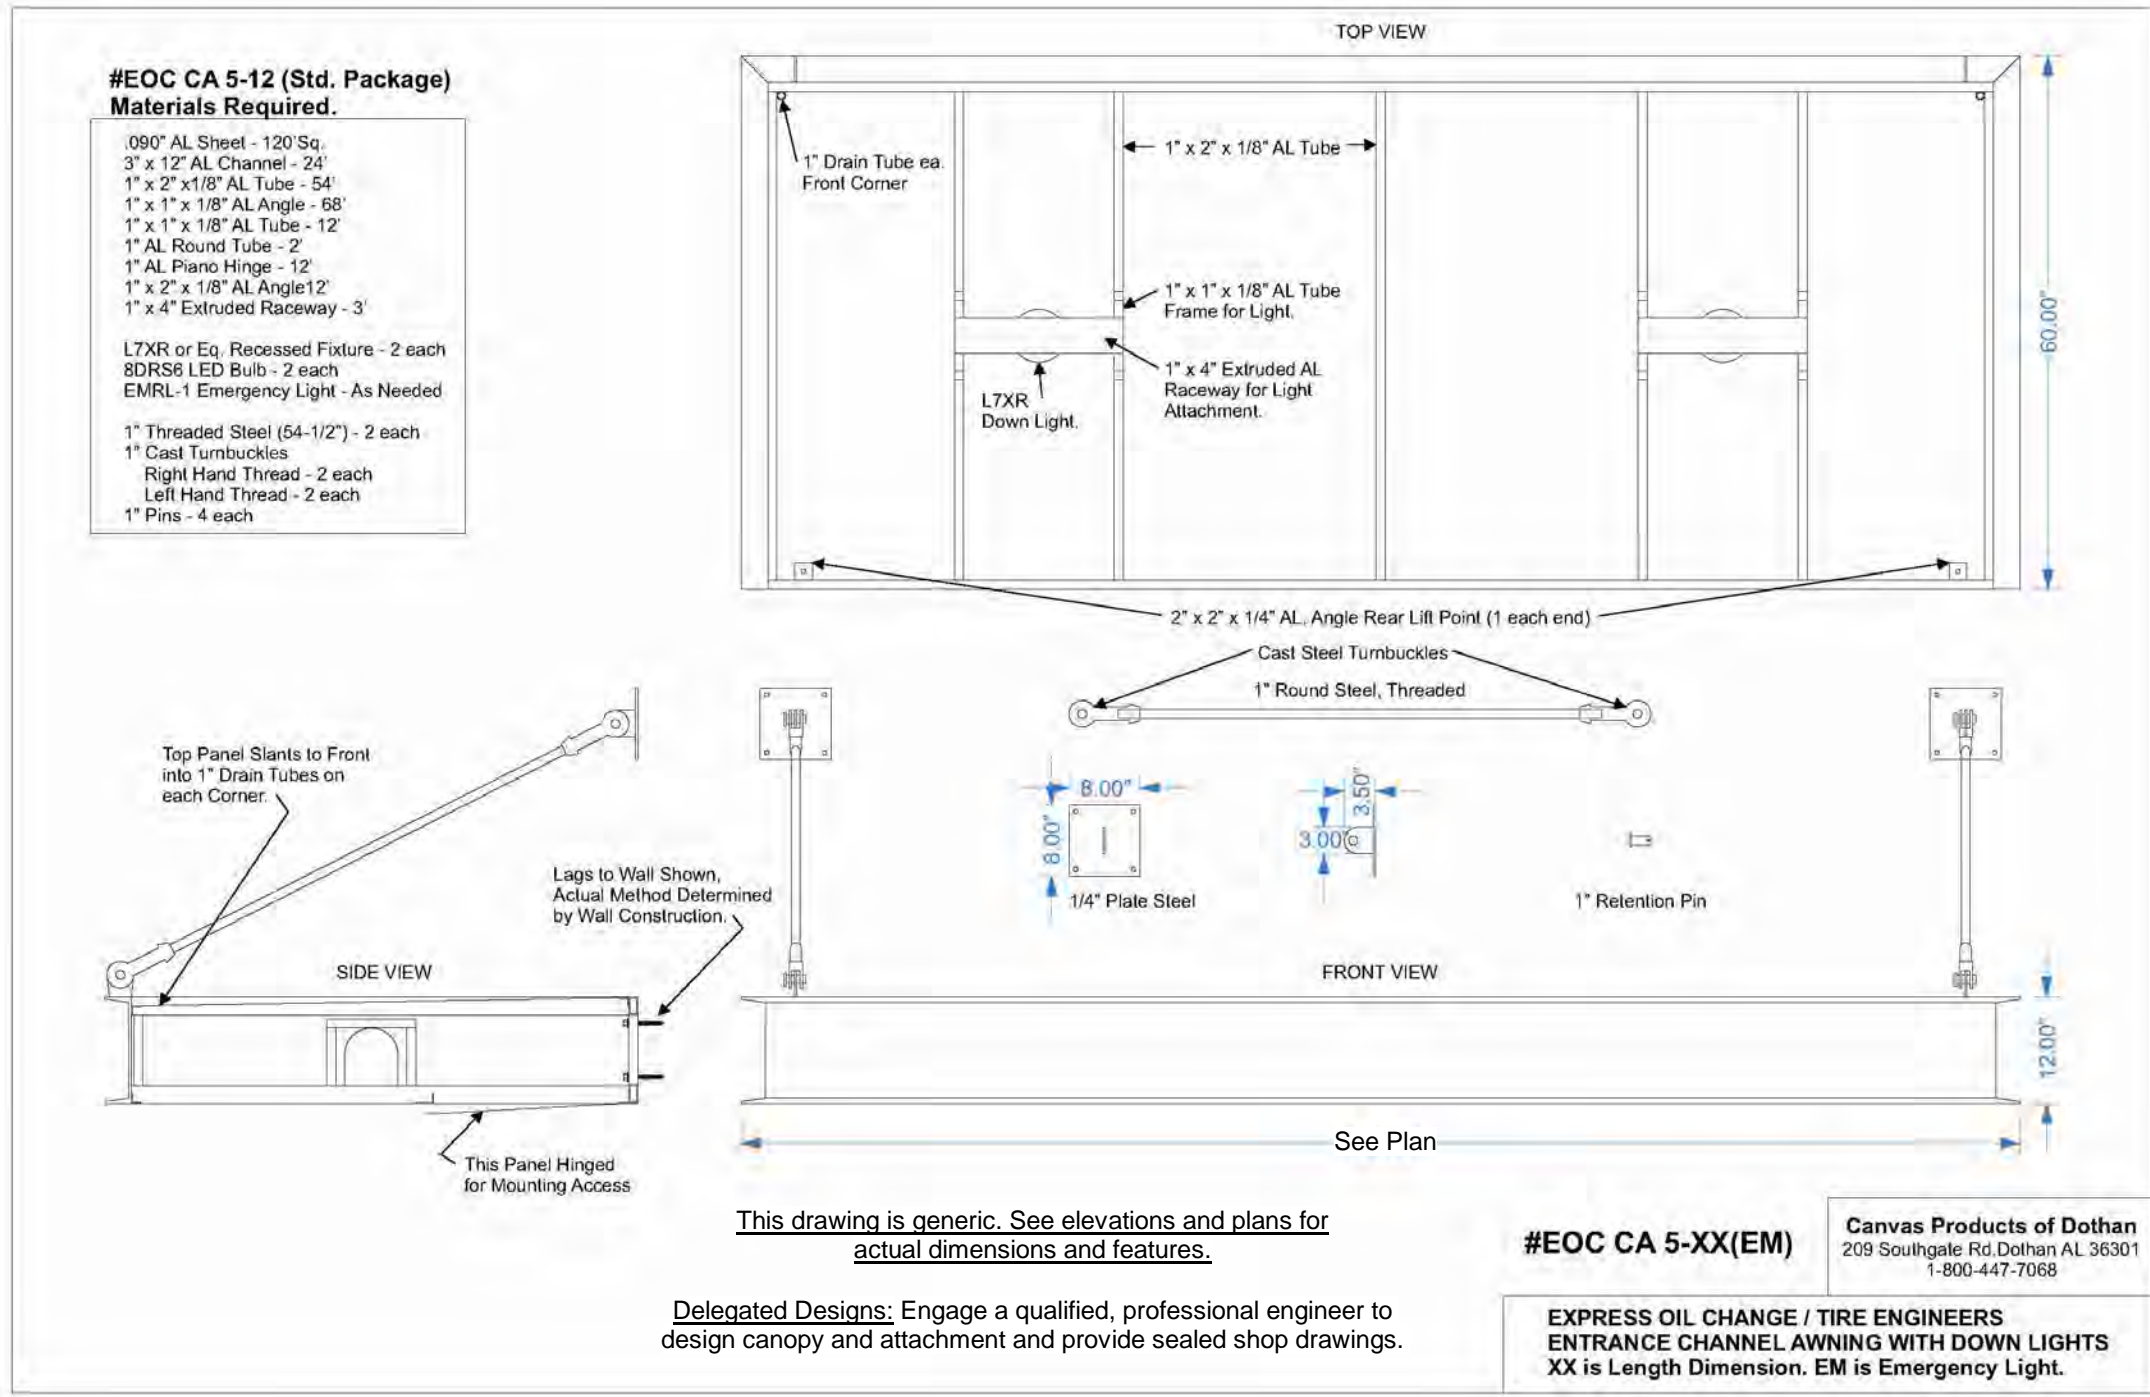 TOP VIEW
#EOC CA 5-12 (Std. Package)
Materials Required.
.090" AL Sheet - 120'Sq.
3" x 12" AL Channel - 24'
1" x 2" x1/8" AL Tube - 54'
1" x 1" x 1/8" AL Angle - 68'
1" x 1" x 1/8" AL Tube - 12'
1" AL Round Tube - 2'
1" AL Piano Hinge - 12'
1" x 2" x 1/8" AL Angle12'
1" x 4" Extruded Raceway - 3'
L7XR or Eq. Recessed Fixture - 2 each
8DRS6 LED Bulb - 2 each
EMRL-1 Emergency Light - As Needed
1" Threaded Steel (54-1/2") - 2 each
1" Cast Turnbuckles
Right Hand Thread - 2 each
Left Hand Thread - 2 each
1" Pins - 4 each
1" Drain Tube ea.
Front Corner
1" x 2" x 1/8" AL Tube
1" x 1" x 1/8" AL Tube
Frame for Light.
1" x 4" Extruded AL
Raceway for Light
Attachment.
L7XR
Down Light.
60.00"
2" x 2" x 1/4" AL. Angle Rear Lift Point (1 each end)
Cast Steel Turnbuckles
1" Round Steel, Threaded
Top Panel Slants to Front
into 1" Drain Tubes on
each Corner.
Lags to Wall Shown,
Actual Method Determined
by Wall Construction.
8.00"
8.00"
1/4" Plate Steel
3.50"
3.00"
1" Retention Pin
SIDE VIEW
FRONT VIEW
12.00"
See Plan
This Panel Hinged
for Mounting Access
This drawing is generic. See elevations and plans for
actual dimensions and features.
Delegated Designs: Engage a qualified, professional engineer to
design canopy and attachment and provide sealed shop drawings.
#EOC CA 5-XX(EM)
Canvas Products of Dothan
209 Southgate Rd.Dothan AL 36301
1-800-447-7068
EXPRESS OIL CHANGE / TIRE ENGINEERS
ENTRANCE CHANNEL AWNING WITH DOWN LIGHTS
XX is Length Dimension. EM is Emergency Light.